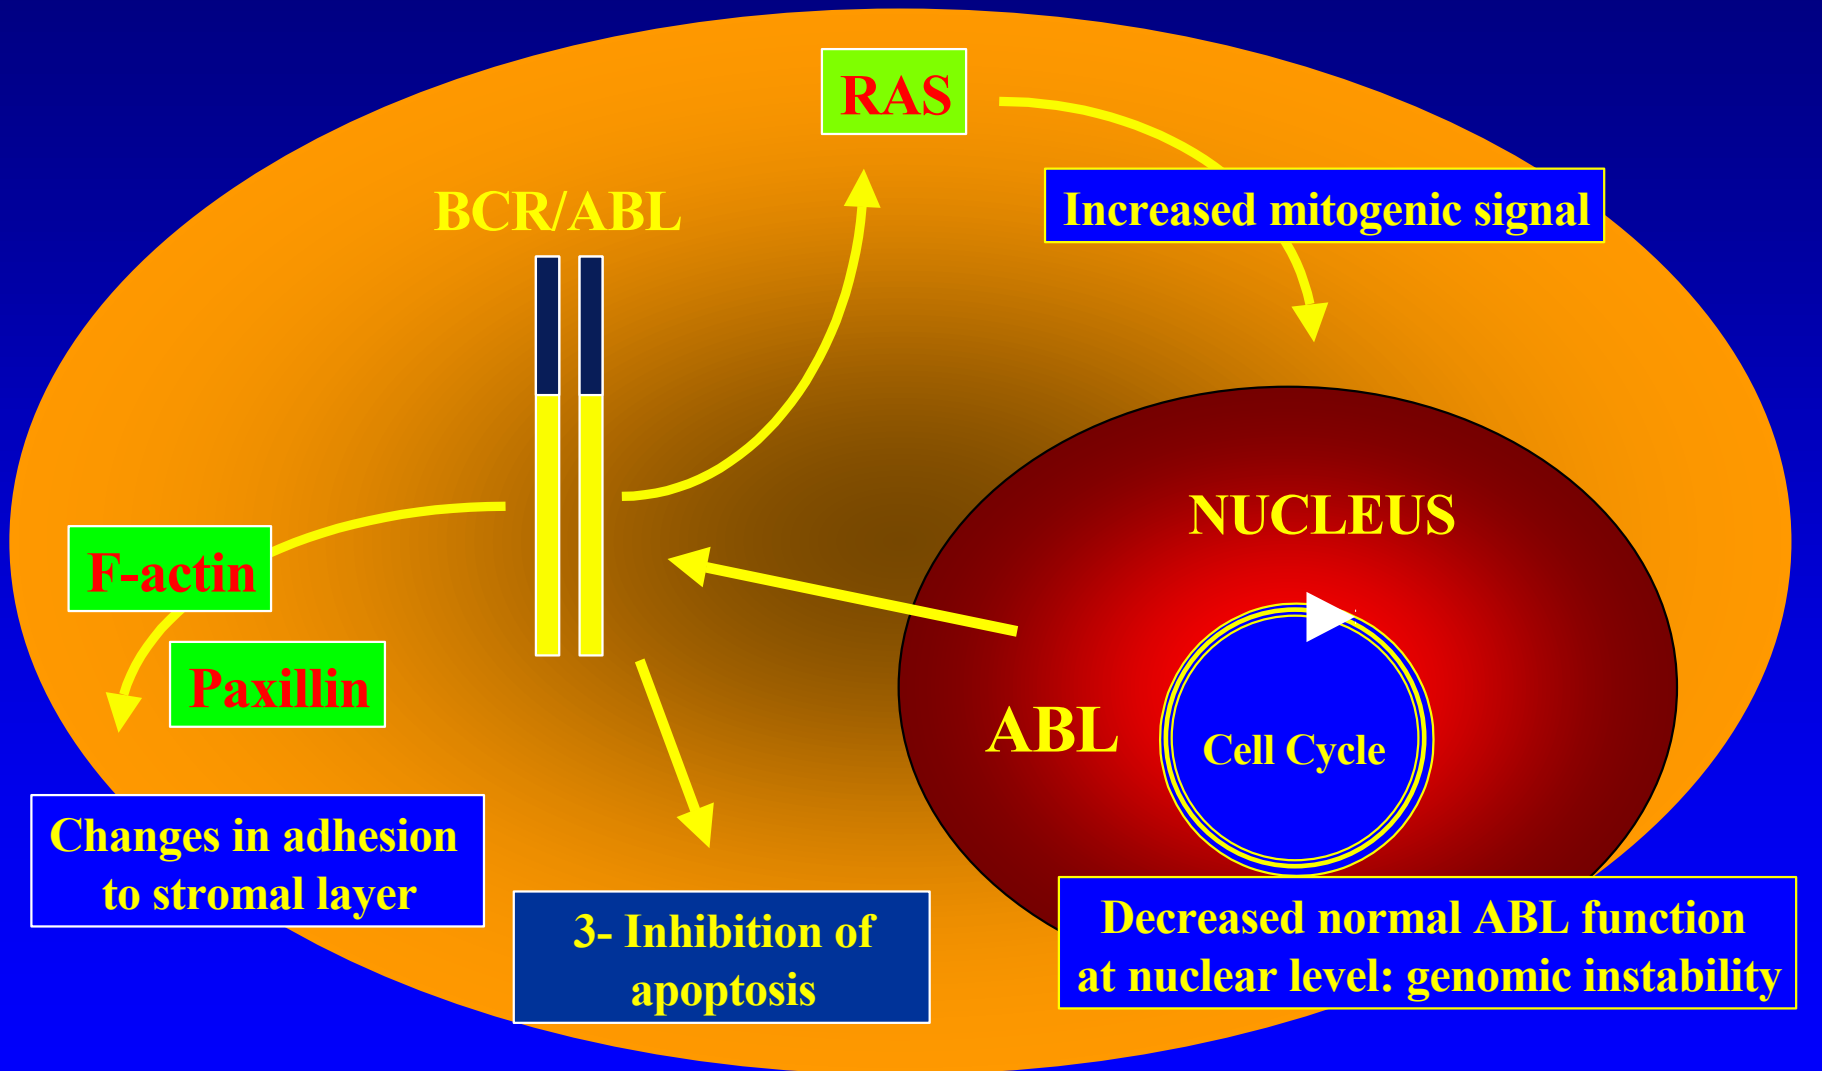 RAS
BCR/ABL
Increased mitogenic signal
NUCLEUS
F-actin
Paxillin
ABL
Cell Cycle
Changes in adhesion
to stromal layer
3- Inhibition of
apoptosis
Decreased normal ABL function
at nuclear level: genomic instability